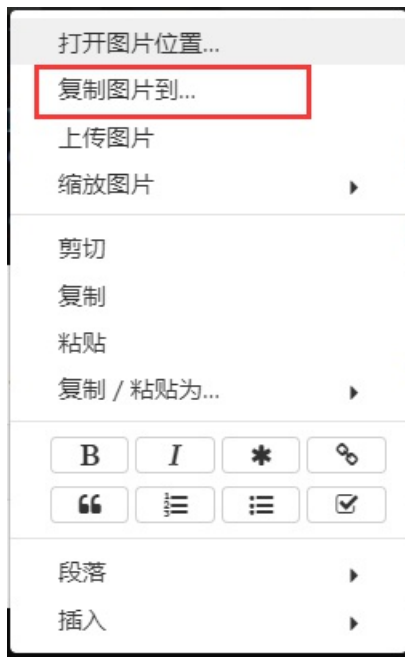 打开图片位置...
复制图片到...
上传图片
缩放图片
剪切
复制
粘贴
复制 / 粘贴为...
B I
段落
插入